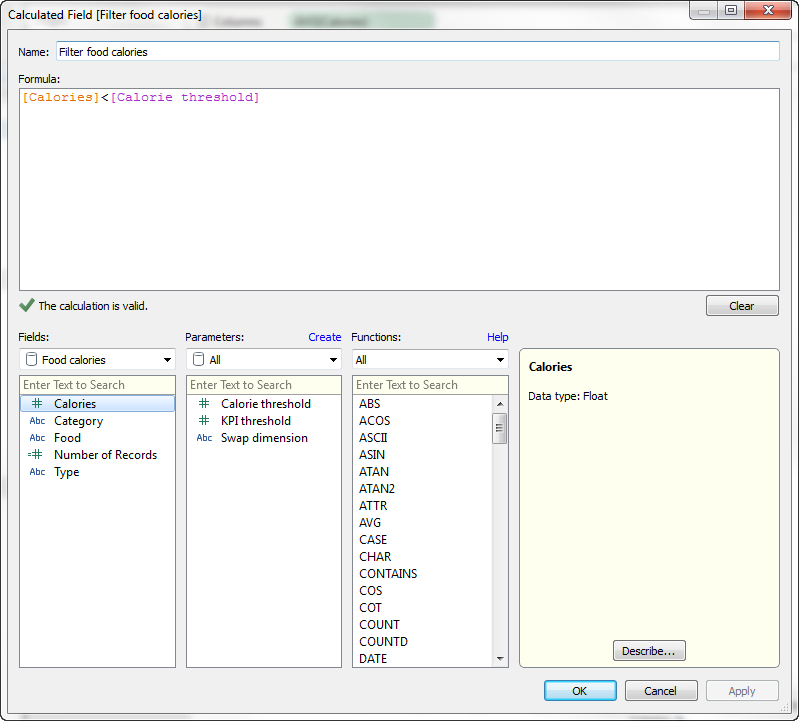 Calculated Field [Filter food calories]
Name: Filter food calories
Formula:
[Calories]<[Calorie threshold]
The calculation is valid.
Clear
Fields: Parameters: Create Functions: Help
Food calories All All
Enter Text to Search Enter Text to Search Enter Text to Search
Calories
Abc Category
Abc Food
=# Number of Records
Abc Type
# Calorie threshold
# KPI threshold
Abc Swap dimension
ABS
ACOS
ASCII
ASIN
ATAN
ATAN2
ATTR
AVG
CASE
CHAR
CONTAINS
COS
COT
COUNT
COUNTD
DATE
Calories
Data type: Float
Describe...
OK Cancel Apply